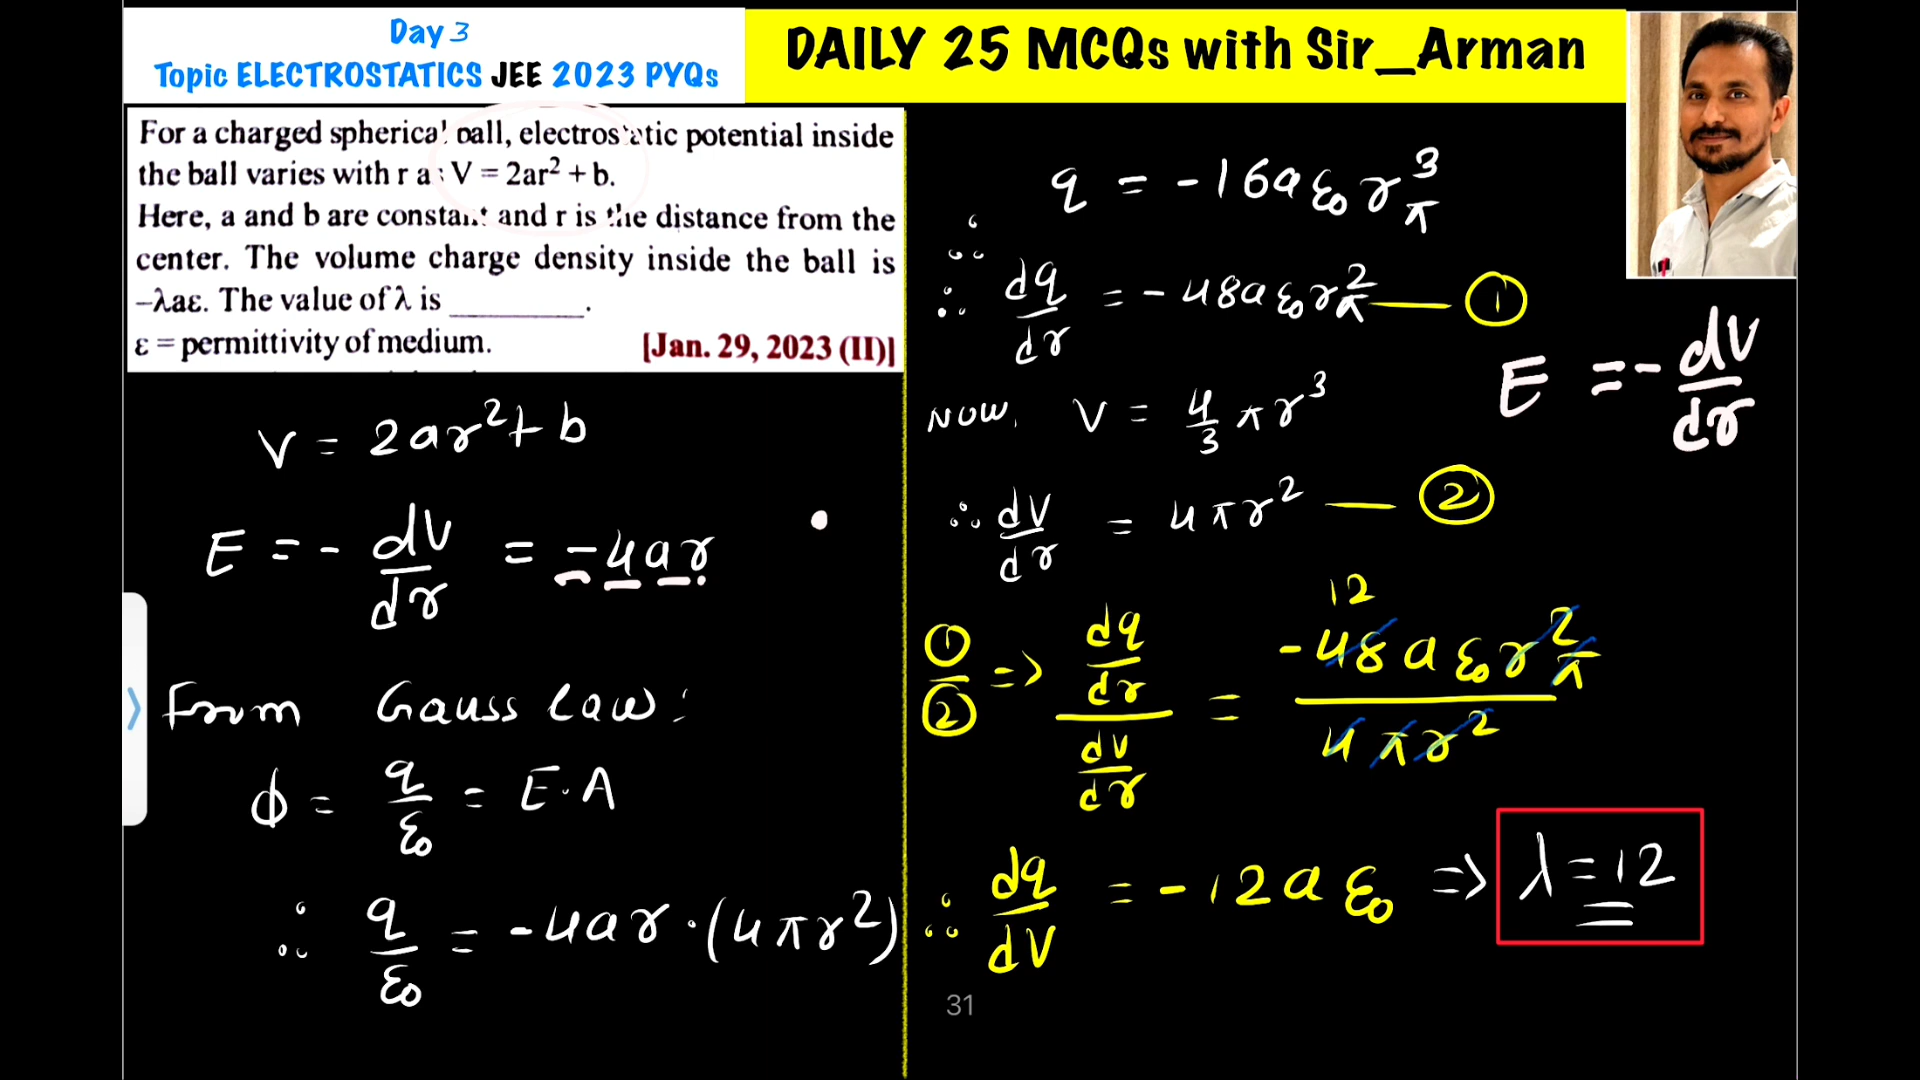 Day 3
Topic ELECTROSTATICS JEE 2023 PYQs
DAILY 25 MCQs with Sir_Arman
For a charged spherical ball, electrostatic potential inside
the ball varies with r as V = 2ar² + b.
Here, a and b are constant and r is the distance from the
center. The volume charge density inside the ball is
–λaε. The value of λ is ________.
ε = permittivity of medium.
[Jan. 29, 2023 (II)]
V = 2ar² + b
E = - dV/dr = -4ar
From Gauss law:
ϕ = q/ε₀ = E·A
∴ q/ε₀ = -4ar·(4πr²)
∴ q = -16aε₀r³π
∴ dq/dr = -48aε₀r²π — ①
E = - dV/dr
NOW, V = 4/3 πr³
∴ dV/dr = 4πr² — ②
12
①/② => dq/dr / dV/dr = -48aε₀r²π / 4πr²
∴ dq/dV = -12aε₀ => λ = 12
31